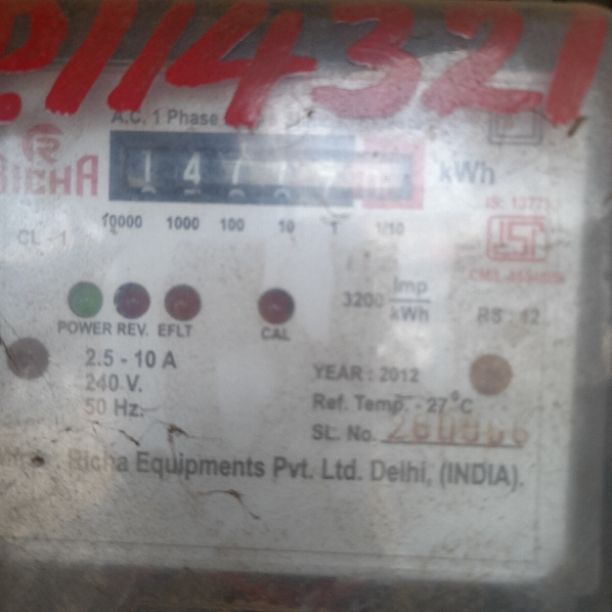 P.114321
A.C. 1 Phase
RICHA
kWh
10000 1000 100 10 1 1/10
CL - 1
3200 Imp
kWh
POWER REV. EFLT
CAL
RS - 12
2.5 - 10 A
240 V.
50 Hz.
YEAR : 2012
Ref. Temp. - 27°C
SL. No.
Richa Equipments Pvt. Ltd. Delhi, (INDIA).